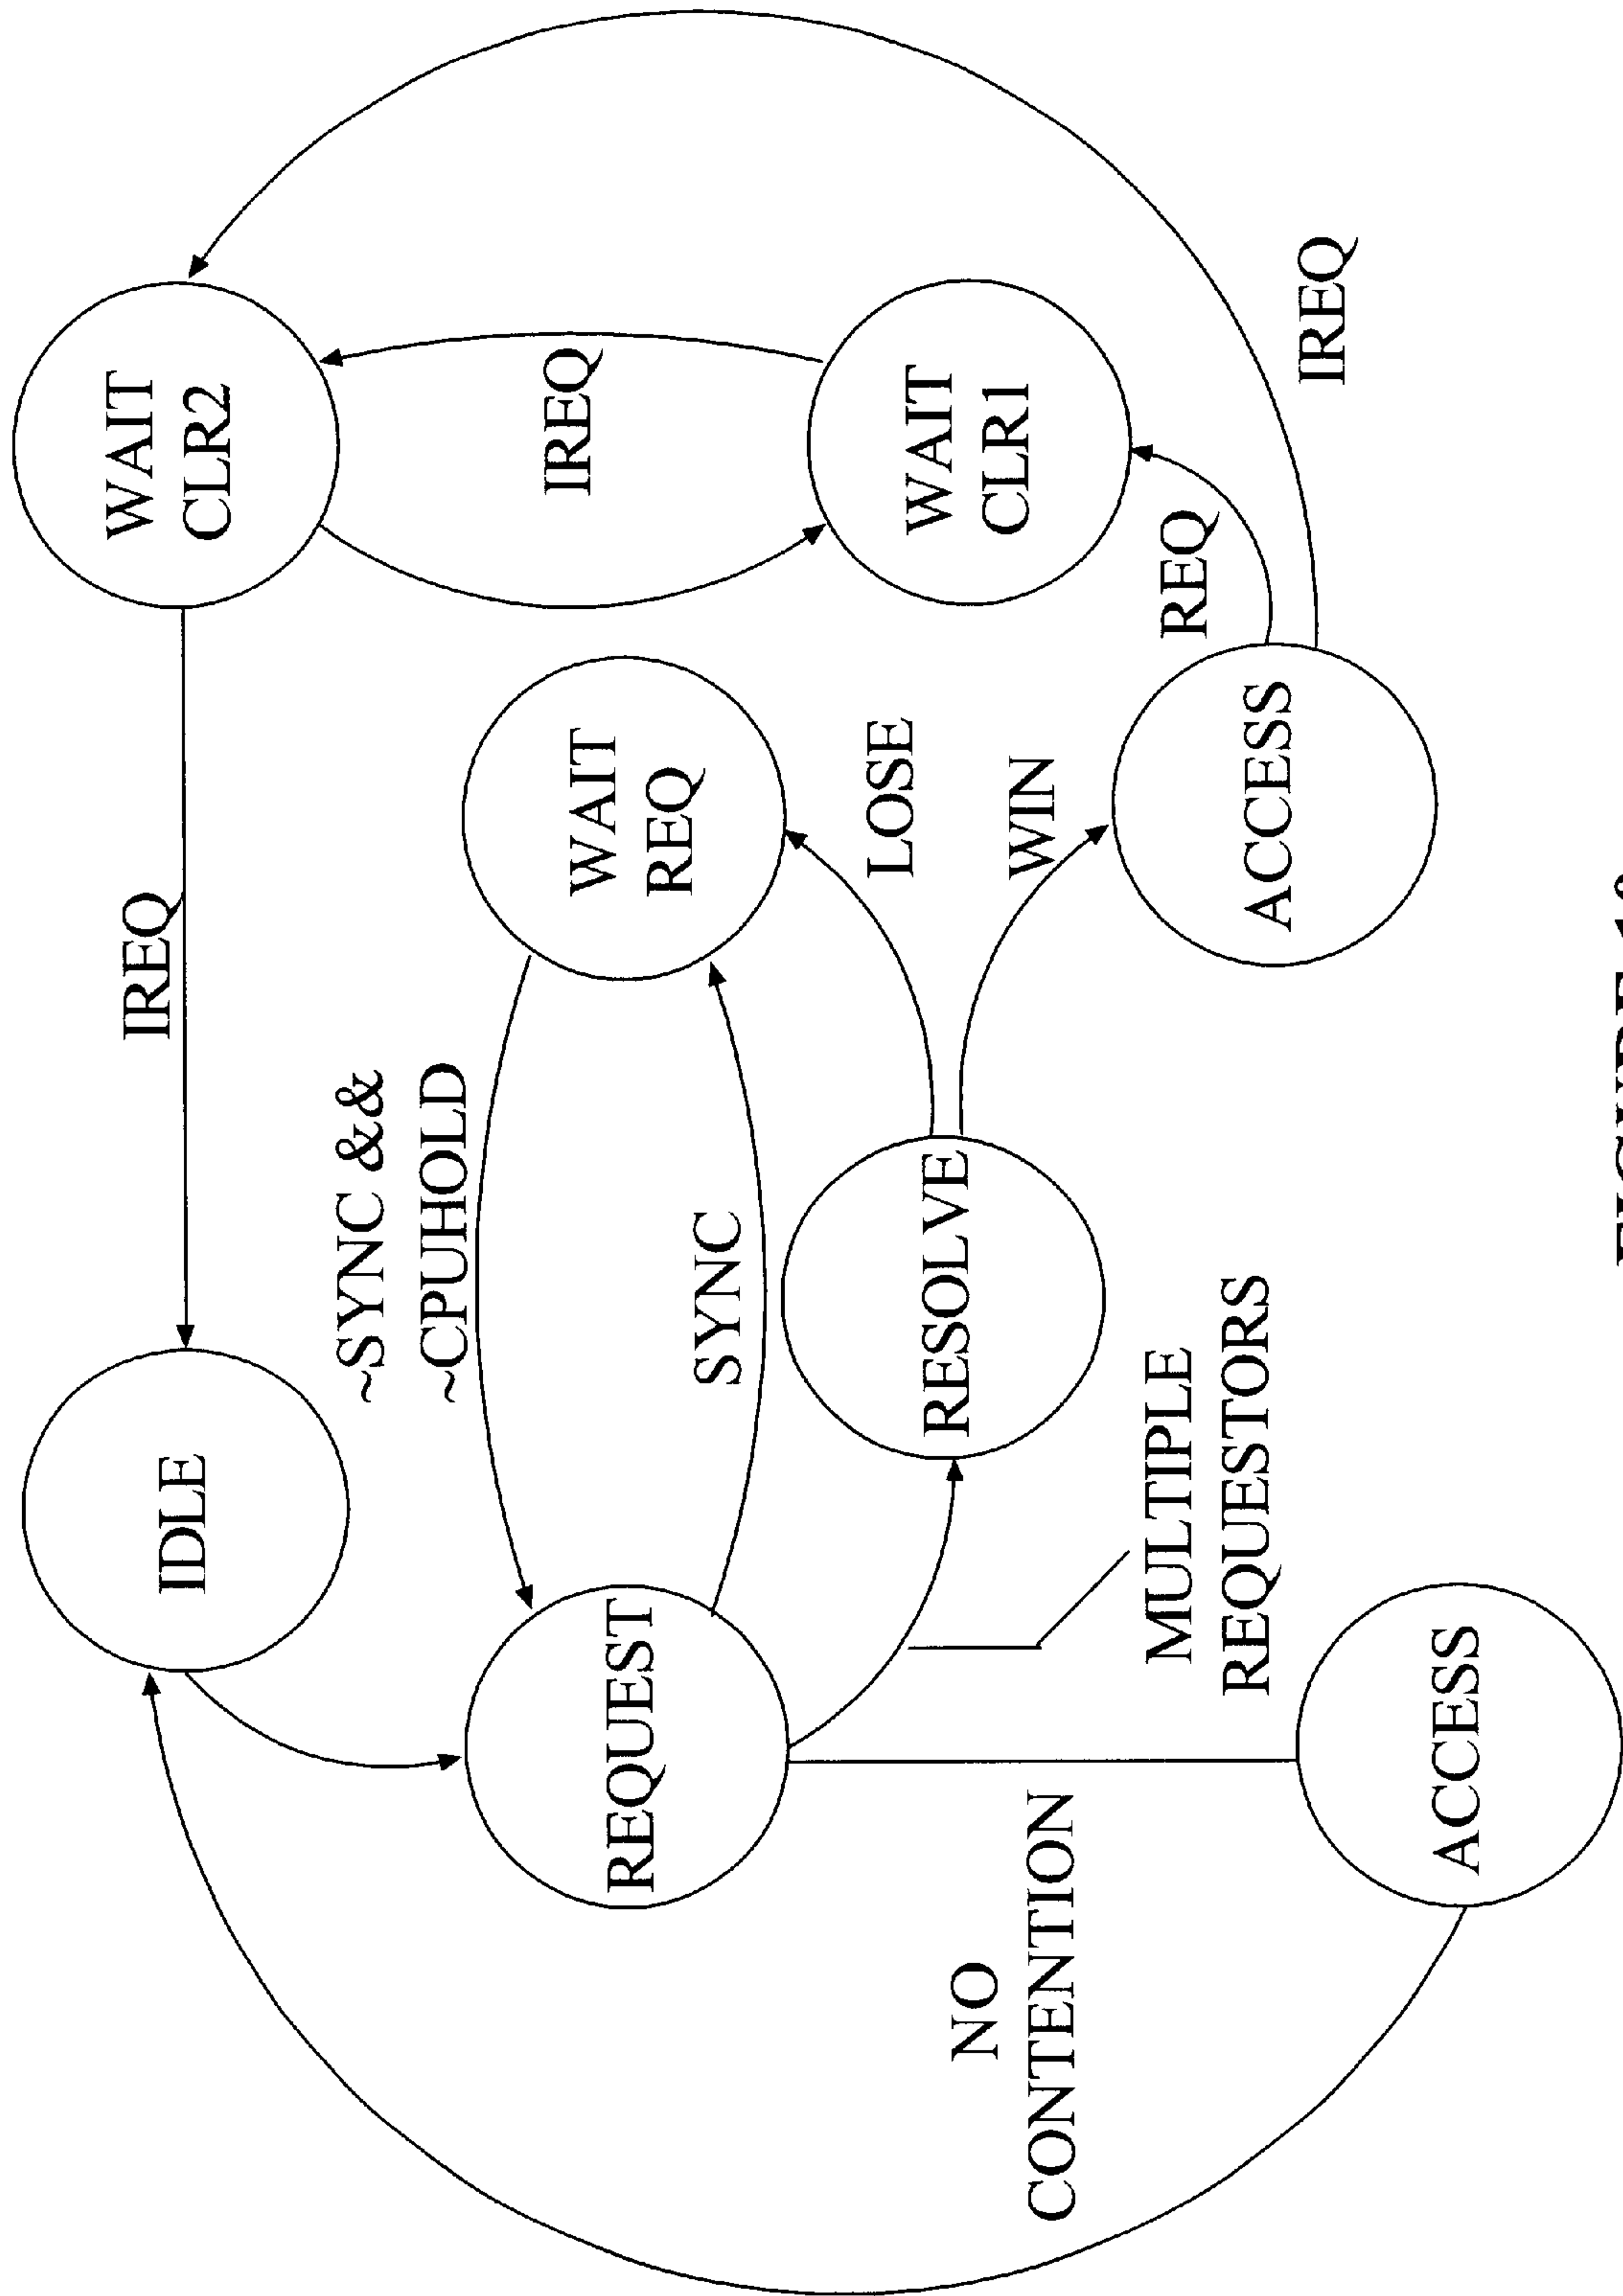 IDLE
IREQ
WAIT
CLR2
~SYNC &&
~CPUHOLD
IREQ
REQUEST
WAIT
REQ
SYNC
LOSE
WAIT
CLR1
RESOLVE
NO
CONTENTION
WIN
MULTIPLE
REQUESTORS
REQ
ACCESS
IREQ
ACCESS
FIGURE